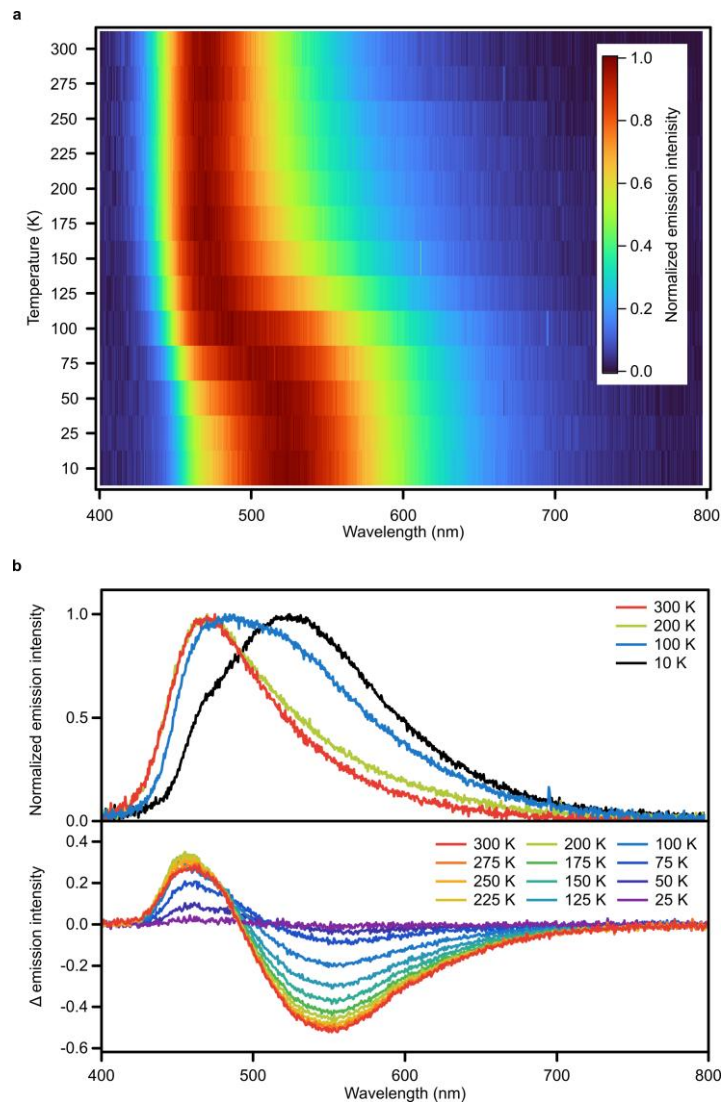 a
300
275
250
225
200
175
150
125
100
75
50
25
10
Temperature (K)
1.0
0.8
0.6
0.4
0.2
0.0
Normalized emission intensity
400 500 600 700 800
Wavelength (nm)
b
1.0
0.5
0.0
Normalized emission intensity
300 K
200 K
100 K
10 K
0.4
0.2
0.0
-0.2
-0.4
-0.6
Δ emission intensity
300 K 200 K 100 K
275 K 175 K 75 K
250 K 150 K 50 K
225 K 125 K 25 K
400 500 600 700 800
Wavelength (nm)